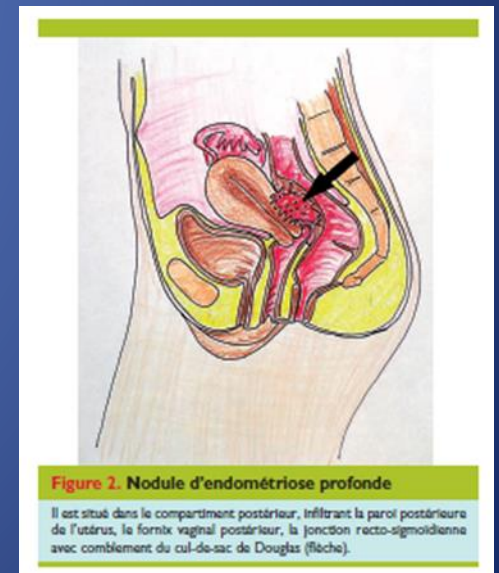 Figure 2. Nodule d'endométriose profonde
Il est situé dans le compartiment postérieur, infiltrant la paroi postérieure
de l'utérus, le fornix vaginal postérieur, la jonction recto-sigmoïdienne
avec comblement du cul-de-sac de Douglas (flèche).